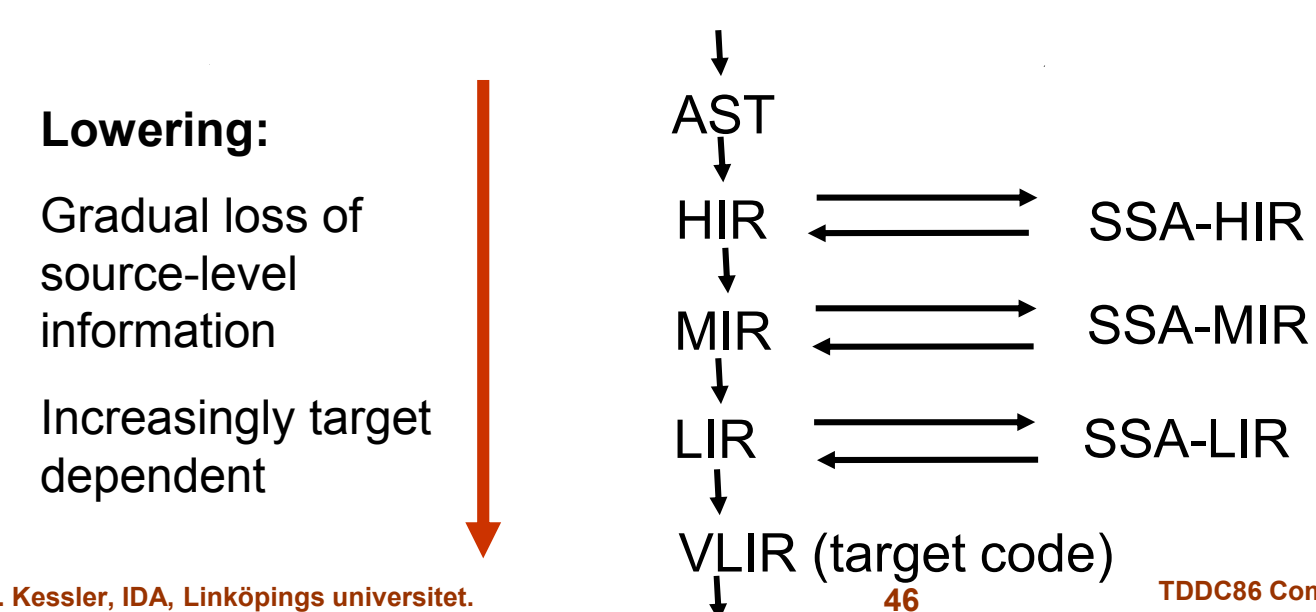 Lowering:
Gradual loss of
source-level
information
Increasingly target
dependent
AST
HIR
SSA-HIR
MIR
SSA-MIR
LIR
SSA-LIR
VLIR (target code)
. Kessler, IDA, Linköpings universitet.
46
TDDC86 Com